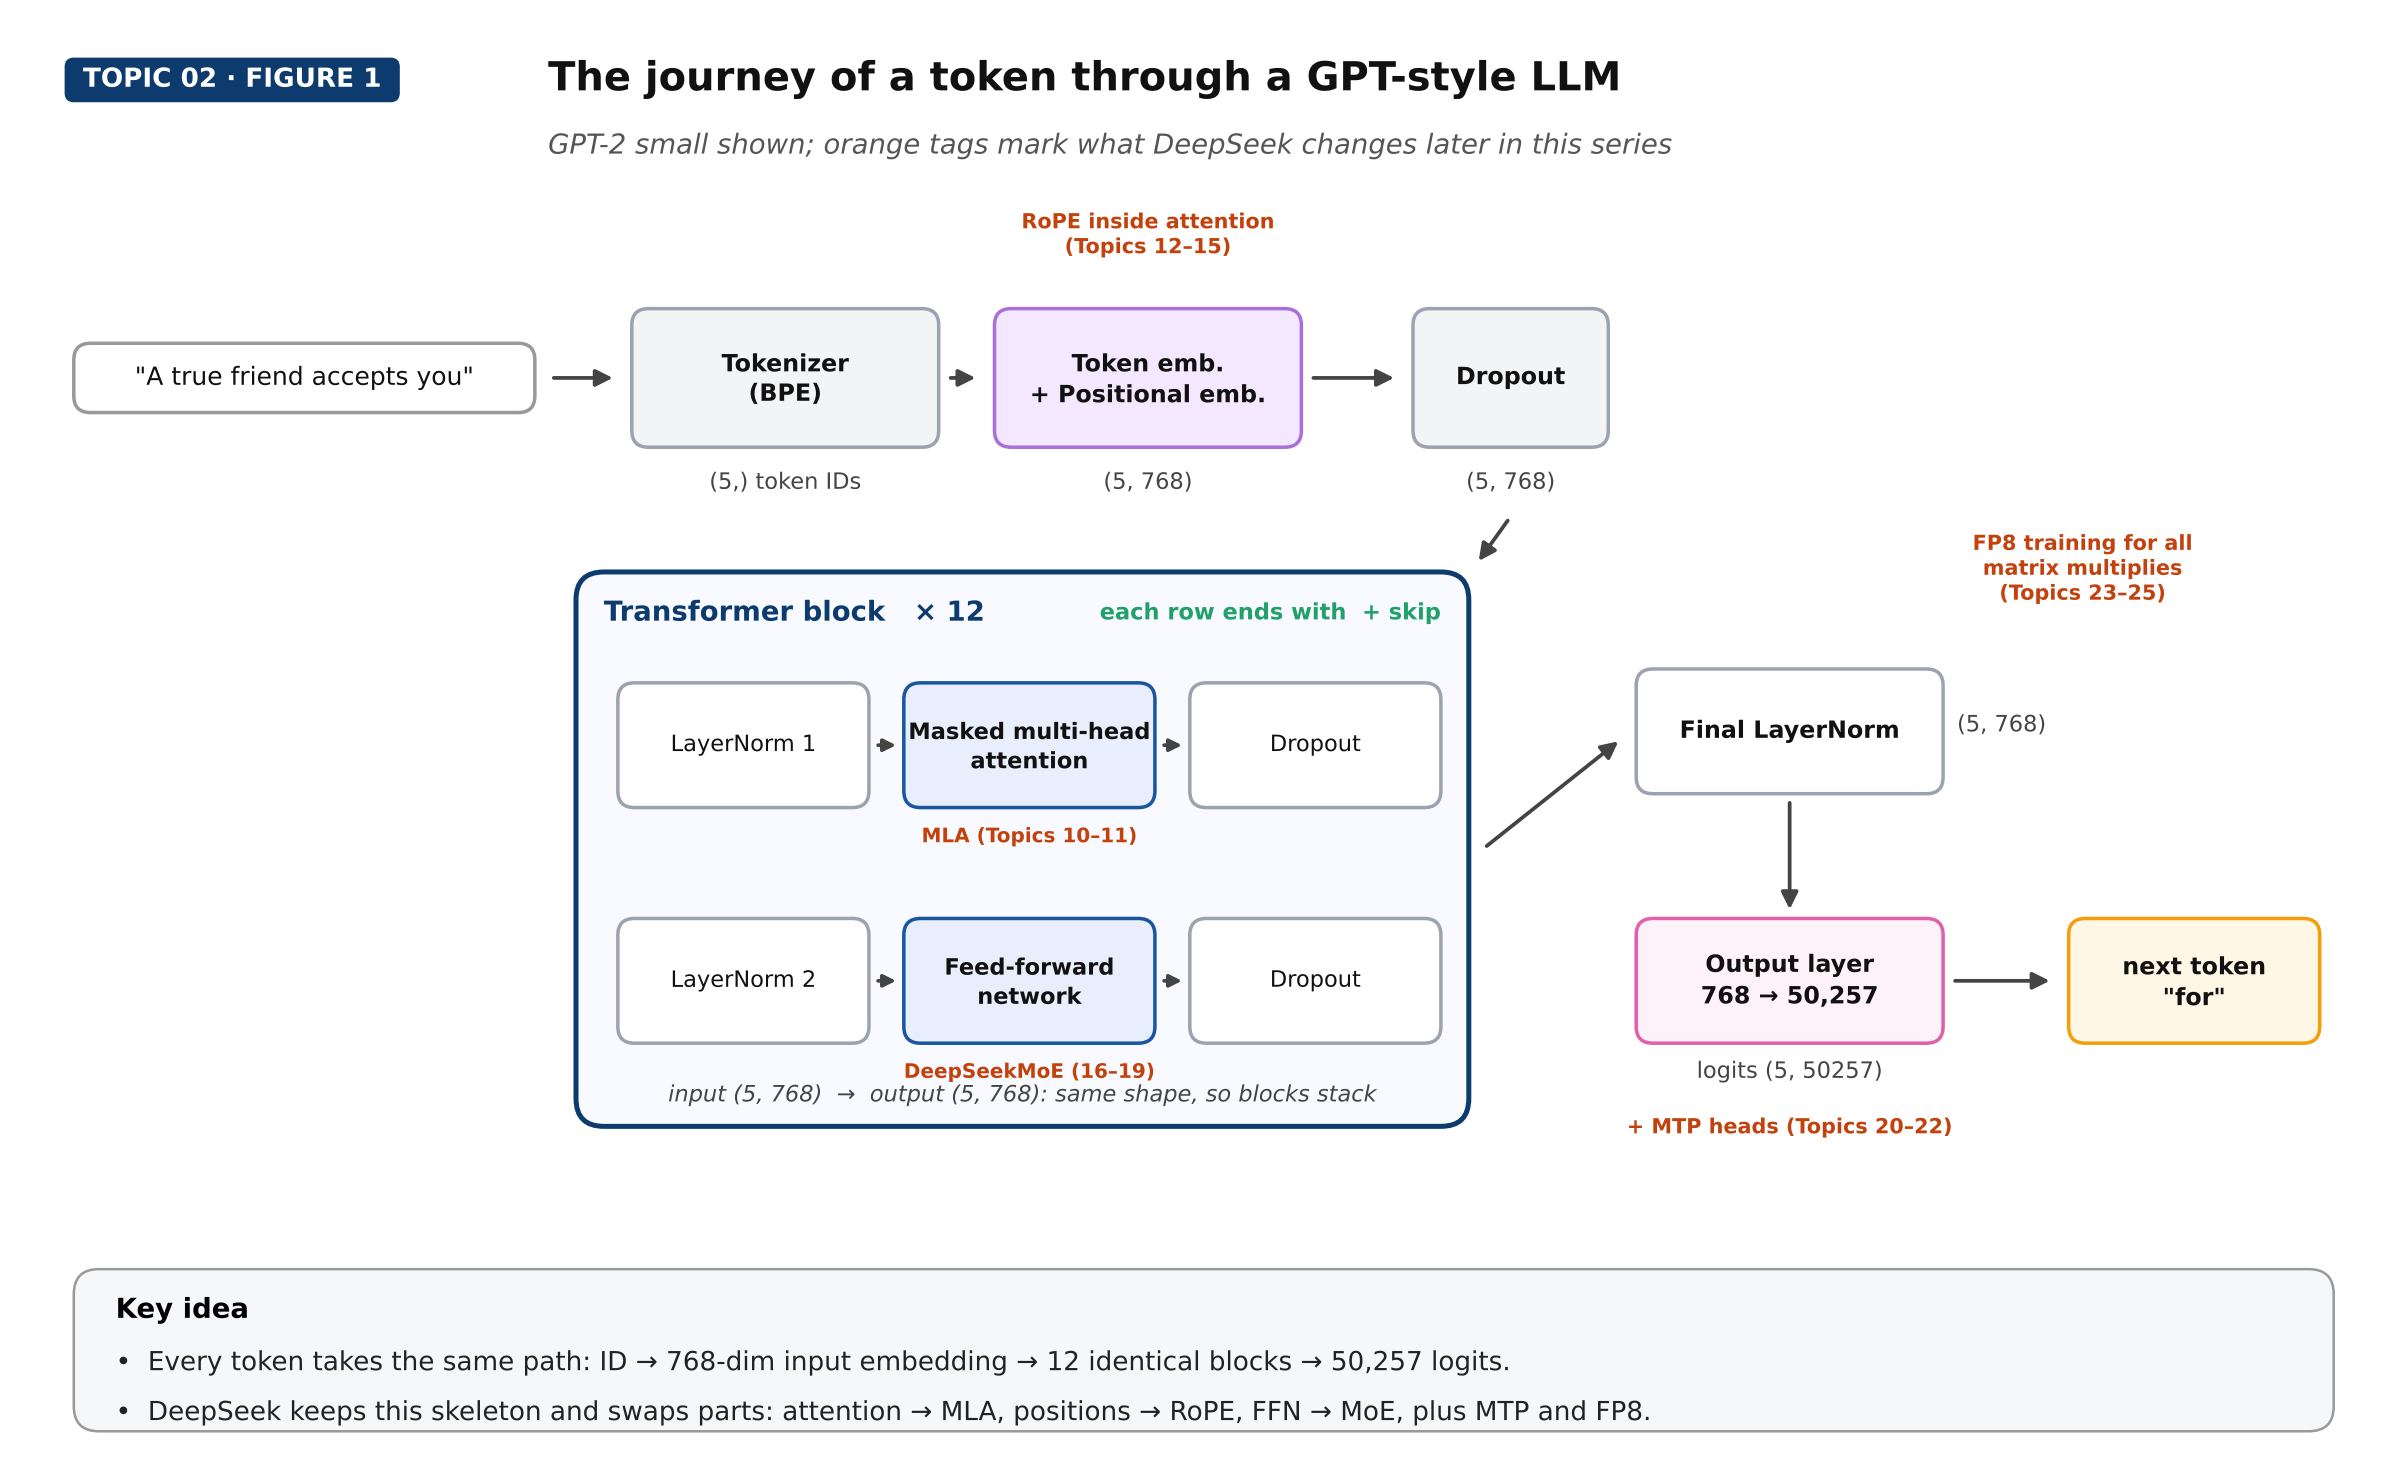 TOPIC 02 · FIGURE 1
The journey of a token through a GPT-style LLM
GPT-2 small shown; orange tags mark what DeepSeek changes later in this series
RoPE inside attention
(Topics 12–15)
"A true friend accepts you"
Tokenizer
(BPE)
Token emb.
+ Positional emb.
Dropout
(5,) token IDs
(5, 768)
(5, 768)
FP8 training for all
matrix multiplies
(Topics 23–25)
Transformer block × 12
each row ends with + skip
LayerNorm 1
Masked multi-head
attention
Dropout
MLA (Topics 10–11)
LayerNorm 2
Feed-forward
network
Dropout
DeepSeekMoE (16–19)
input (5, 768) → output (5, 768): same shape, so blocks stack
Final LayerNorm
(5, 768)
Output layer
768 → 50,257
logits (5, 50257)
+ MTP heads (Topics 20–22)
next token
"for"
Key idea
• Every token takes the same path: ID → 768-dim input embedding → 12 identical blocks → 50,257 logits.
• DeepSeek keeps this skeleton and swaps parts: attention → MLA, positions → RoPE, FFN → MoE, plus MTP and FP8.